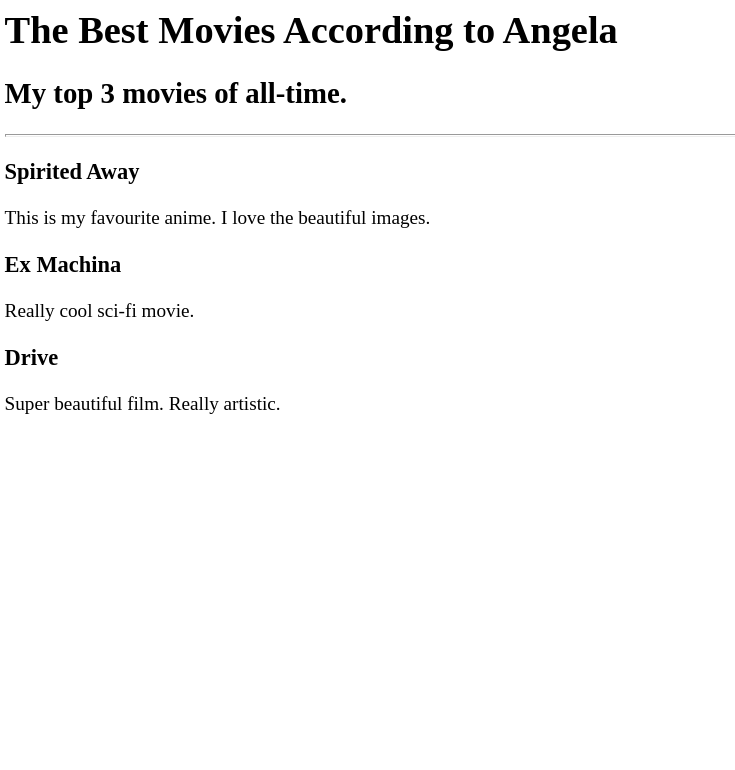 The Best Movies According to Angela
My top 3 movies of all-time.
Spirited Away
This is my favourite anime. I love the beautiful images.
Ex Machina
Really cool sci-fi movie.
Drive
Super beautiful film. Really artistic.